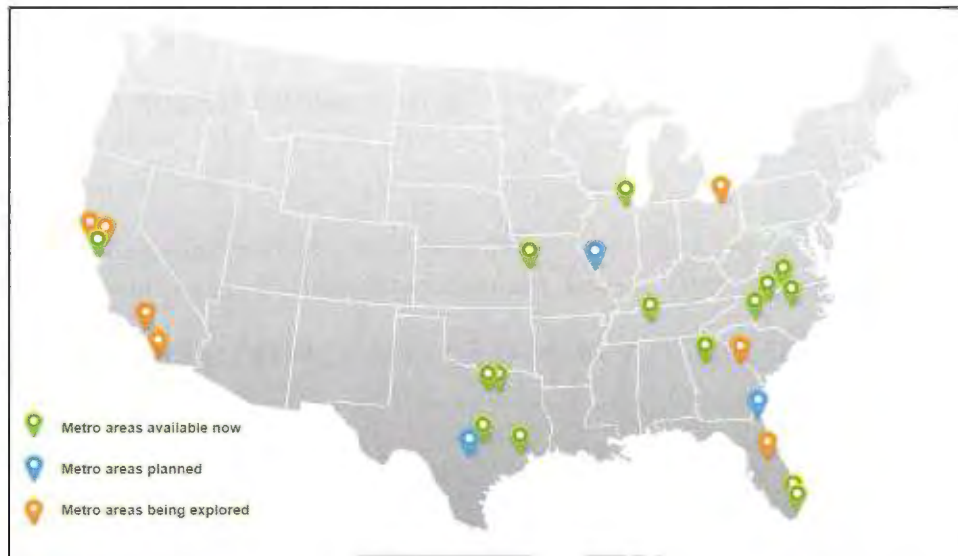 Metro areas available now
Metro areas planned
Metro areas being explored